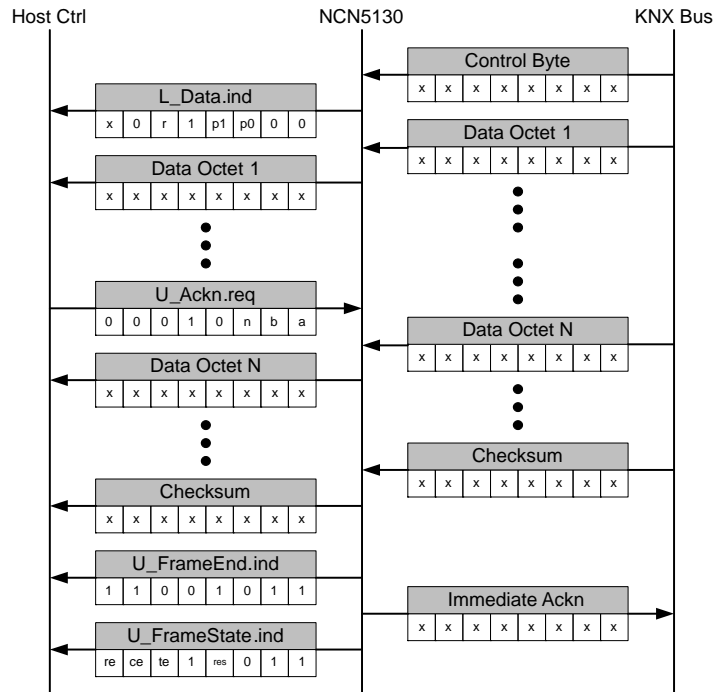 Host Ctrl NCN5130 KNX Bus
Control Byte
x x x x x x x x
L_Data.ind
x 0 r 1 p1 p0 0 0
Data Octet 1
x x x x x x x x
Data Octet 1
x x x x x x x x
U_Ackn.req
0 0 0 1 0 n b a
Data Octet N
x x x x x x x x
Data Octet N
x x x x x x x x
Checksum
x x x x x x x x
Checksum
x x x x x x x x
U_FrameEnd.ind
1 1 0 0 1 0 1 1
Immediate Ackn
x x x x x x x x
U_FrameState.ind
re ce te 1 res 0 1 1